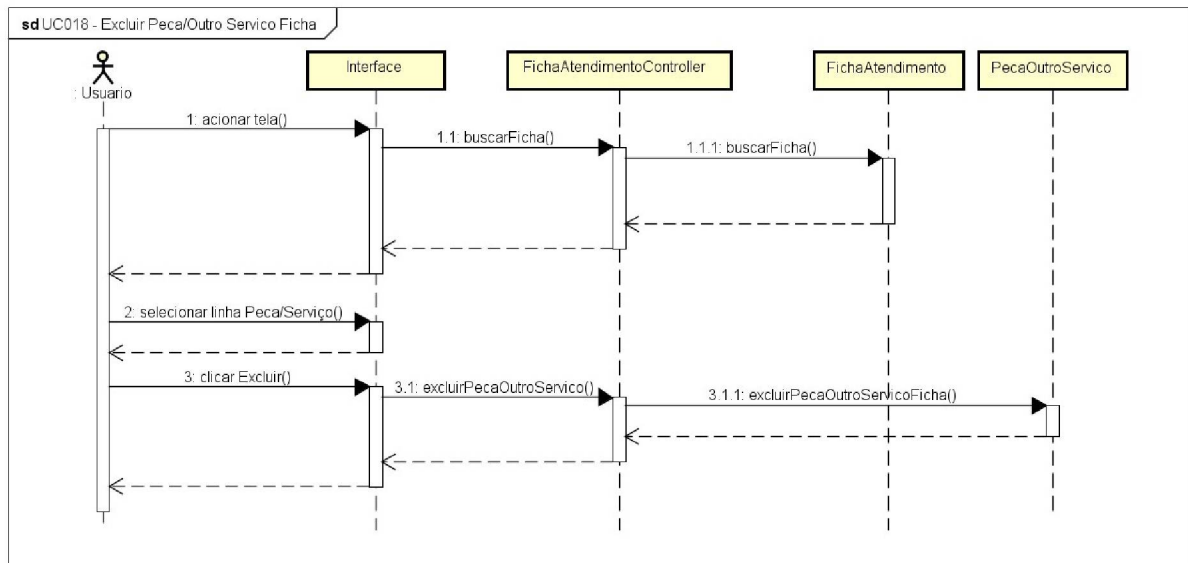 sd UC018 - Excluir Peca/Outro Servico Ficha
: Usuario
Interface
FichaAtendimentoController
FichaAtendimento
PecaOutroServico
1: acionar tela()
1.1: buscarFicha()
1.1.1: buscarFicha()
2: selecionar linha Peca/Serviço()
3: clicar Excluir()
3.1: excluirPecaOutroServico()
3.1.1: excluirPecaOutroServicoFicha()